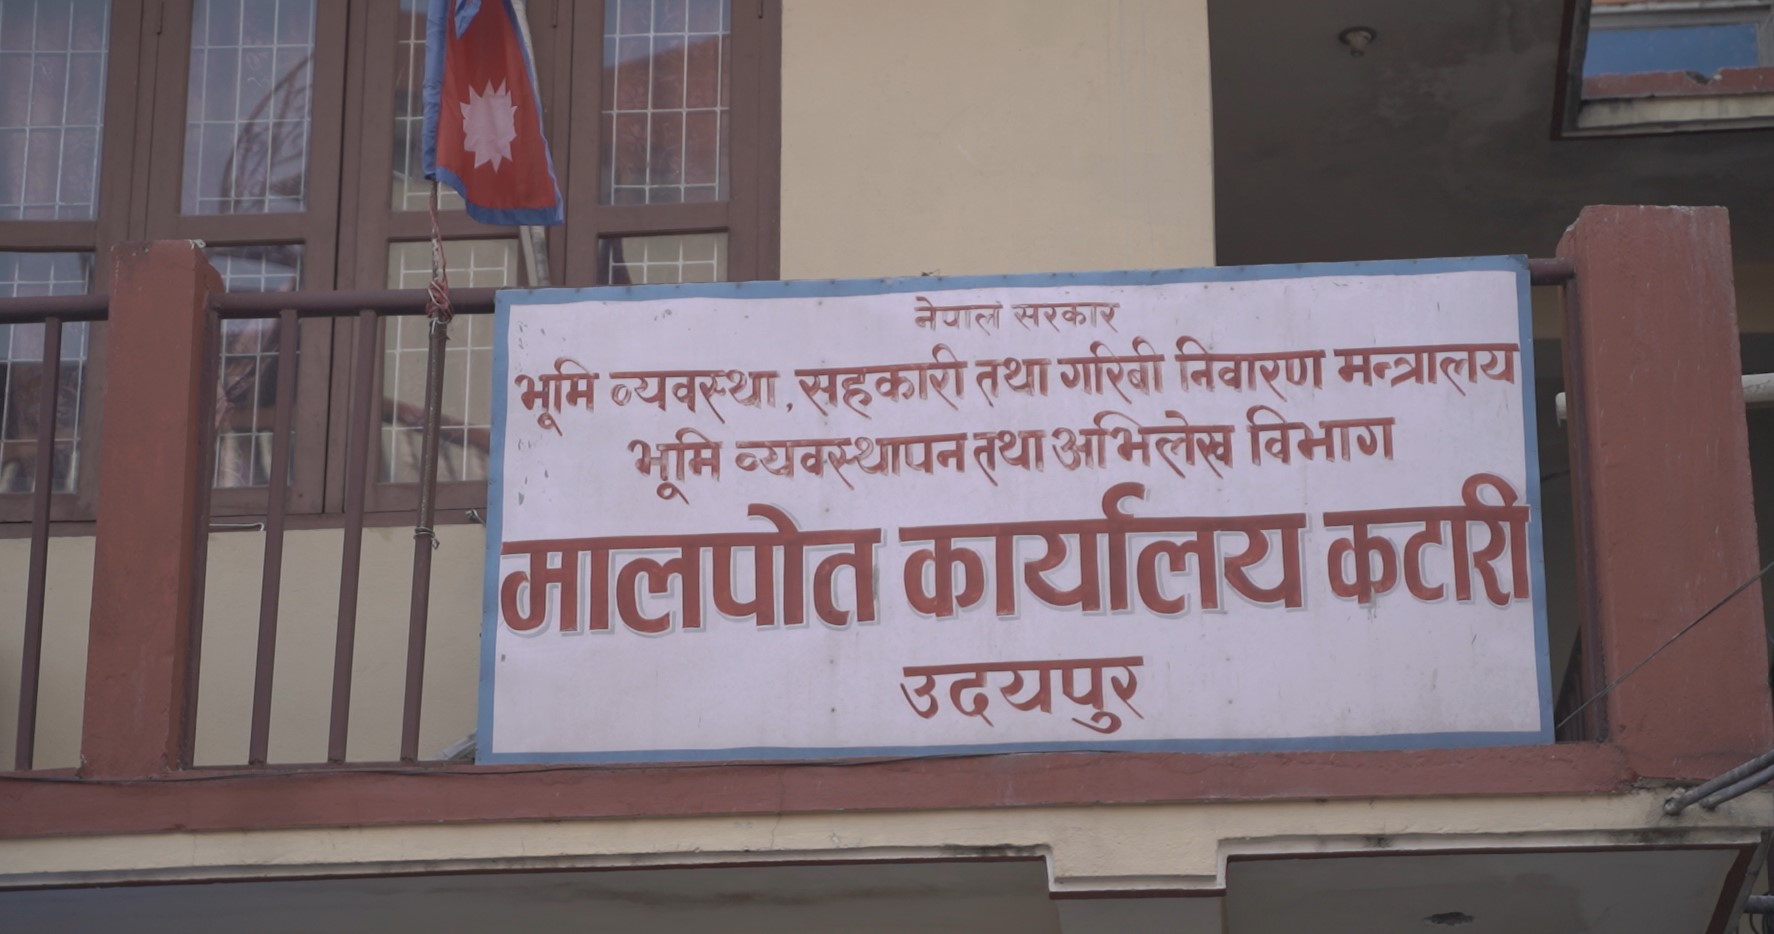 नेपाल सरकार
भूमि व्यवस्था, सहकारी तथा गरिबी निवारण मन्त्रालय
भूमि व्यवस्थापन तथा अभिलेख विभाग
मालपोत कार्यालय कटारी
उदयपुर